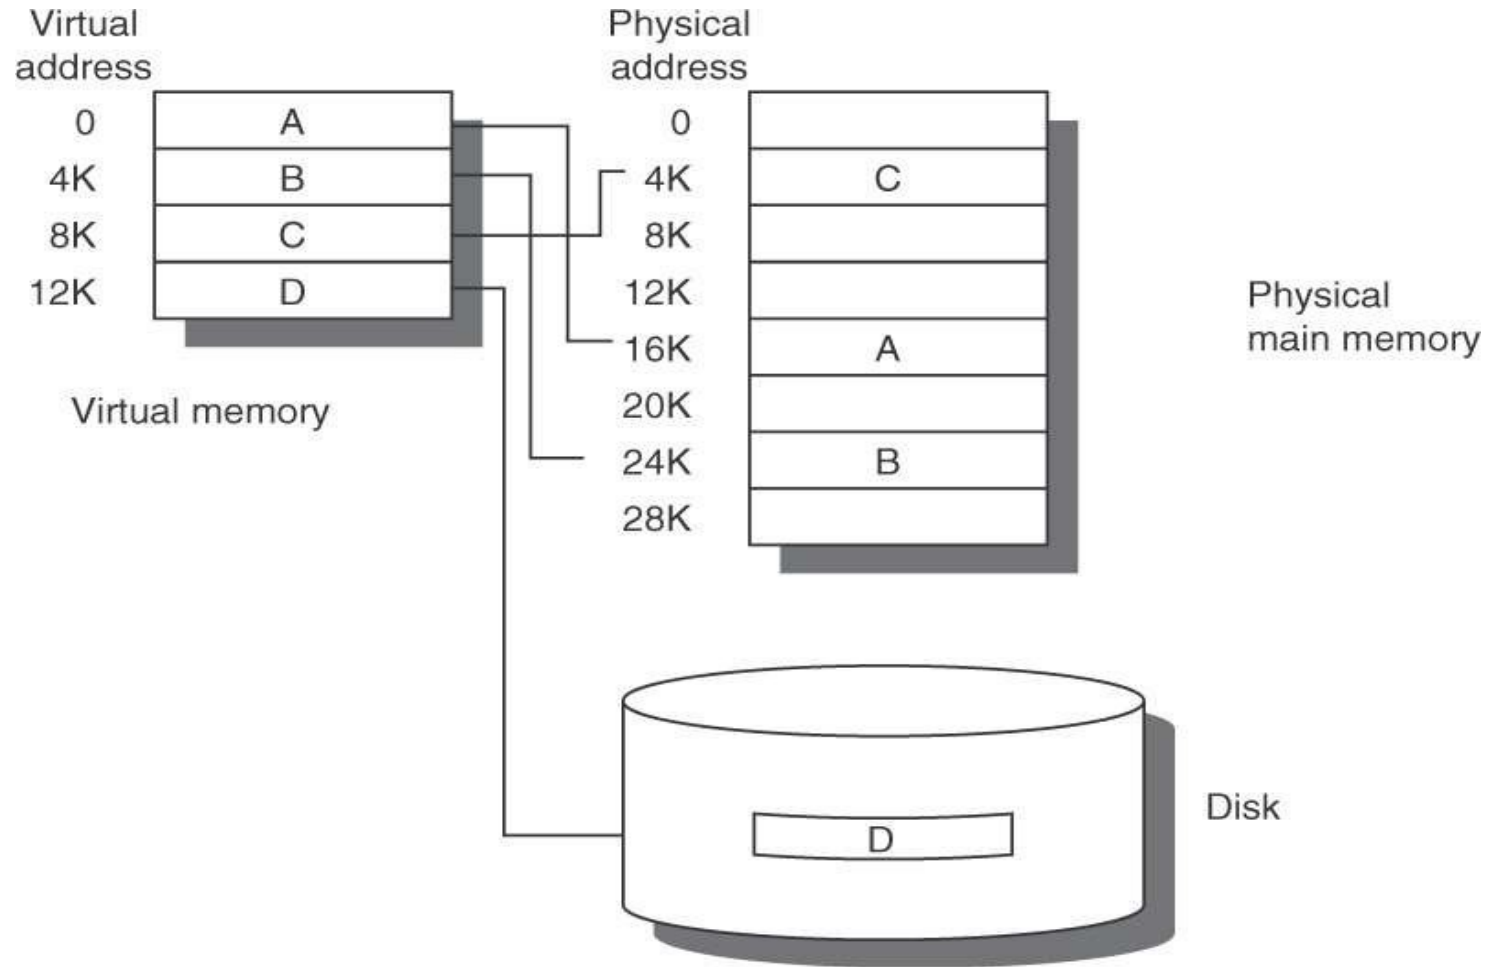 Virtual
address
0
4K
8K
12K
A
B
C
D
Virtual memory
Physical
address
0
4K
8K
12K
16K
20K
24K
28K
C
A
B
Physical
main memory
D
Disk